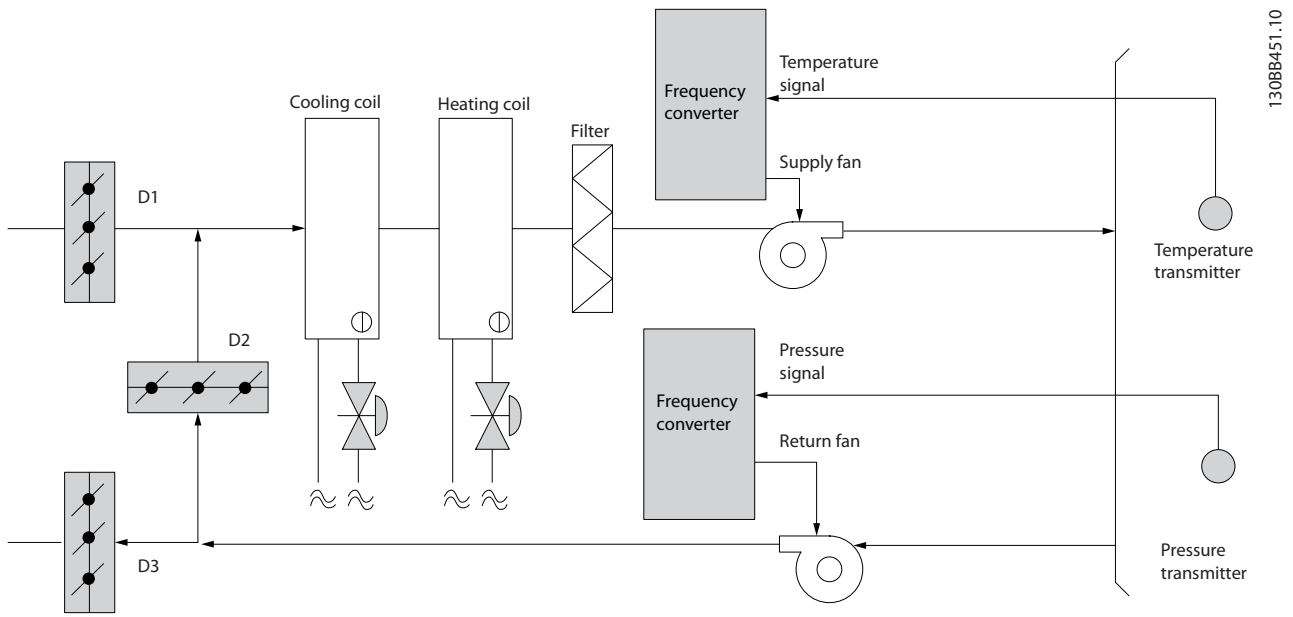 130BB451.10
Temperature
signal
Cooling coil
Heating coil
Frequency
converter
Filter
Supply fan
D1
Temperature
transmitter
D2
Pressure
signal
Frequency
converter
Return fan
D3
Pressure
transmitter